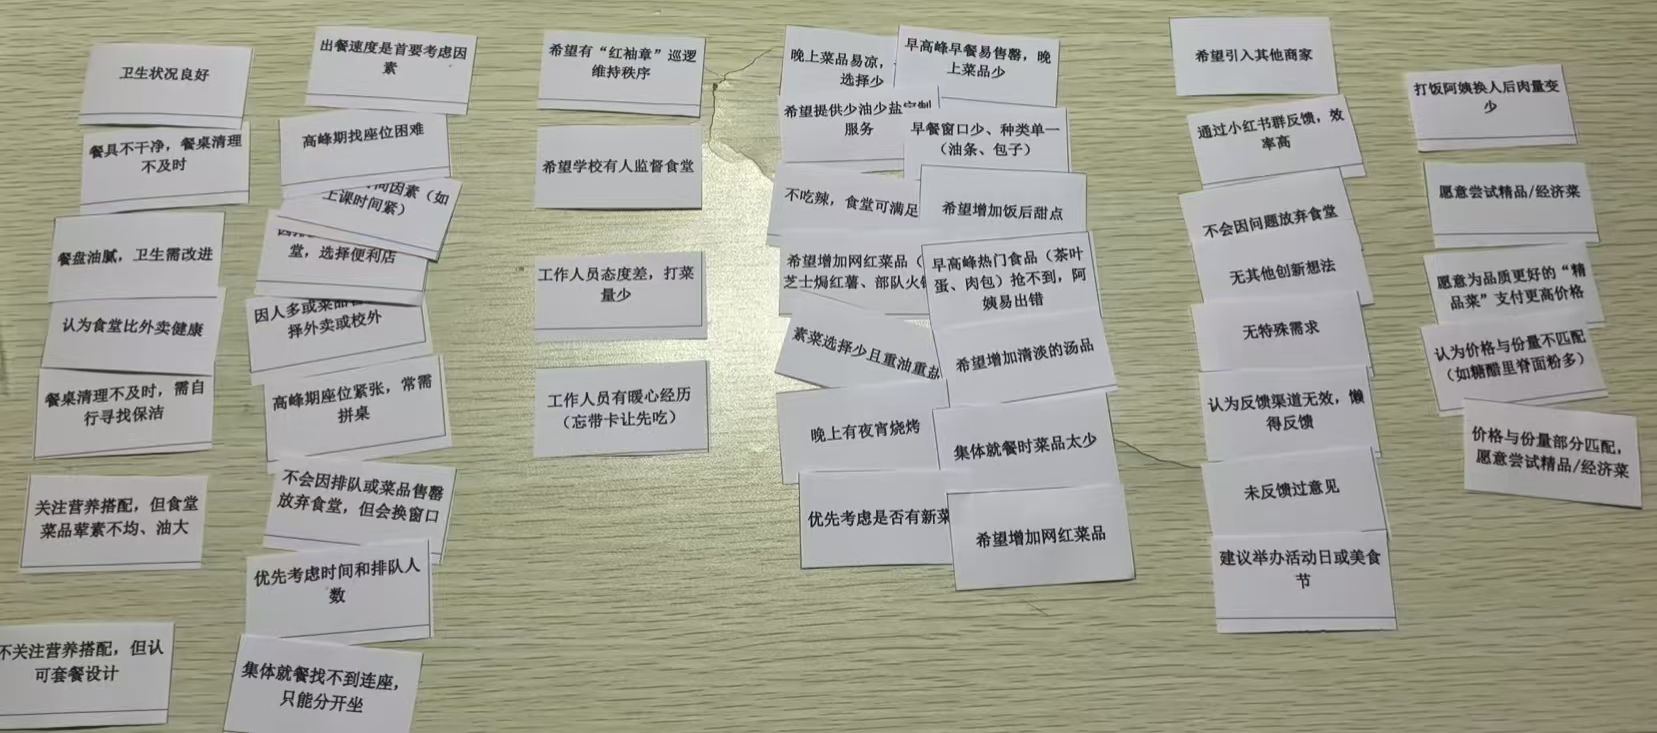 卫生状况良好
餐具不干净，餐桌清理
不及时
餐盘油腻，卫生需改进
认为食堂比外卖健康
餐桌清理不及时，需自
行寻找保洁
关注营养搭配，但食堂
菜品荤素不均、油大
不关注营养搭配，但认
可套餐设计
出餐速度是首要考虑因
素
高峰期找座位困难
间因素（如
上课时间紧）
堂，选择便利店
因人多或菜品
择外卖或校外
高峰期座位紧张，常需
拼桌
不会因排队或菜品售罄
放弃食堂，但会换窗口
优先考虑时间和排队人
数
集体就餐找不到连座，
只能分开坐
希望有“红袖章”巡逻
维持秩序
希望学校有人监督食堂
工作人员态度差，打菜
量少
工作人员有暖心经历
（忘带卡让先吃）
晚上菜品易凉，
选择少
希望提供少油少盐定制
服务
不吃辣，食堂可满足
希望增加网红菜品（
芝士焗红薯、部队火
素菜选择少且重油重盐
晚上有夜宵烧烤
优先考虑是否有新菜
早高峰早餐易售罄，晚
上菜品少
早餐窗口少、种类单一
（油条、包子）
希望增加饭后甜点
早高峰热门食品（茶叶
蛋、肉包）抢不到，阿
姨易出错
希望增加清淡的汤品
集体就餐时菜品太少
希望增加网红菜品
希望引入其他商家
通过小红书群反馈，效
率高
不会因问题放弃食堂
无其他创新想法
无特殊需求
认为反馈渠道无效，懒
得反馈
未反馈过意见
建议举办活动日或美食
节
打饭阿姨换人后肉量变
少
愿意尝试精品/经济菜
愿意为品质更好的“精
品菜”支付更高价格
认为价格与份量不匹配
（如糖醋里脊面粉多）
价格与份量部分匹配，
愿意尝试精品/经济菜